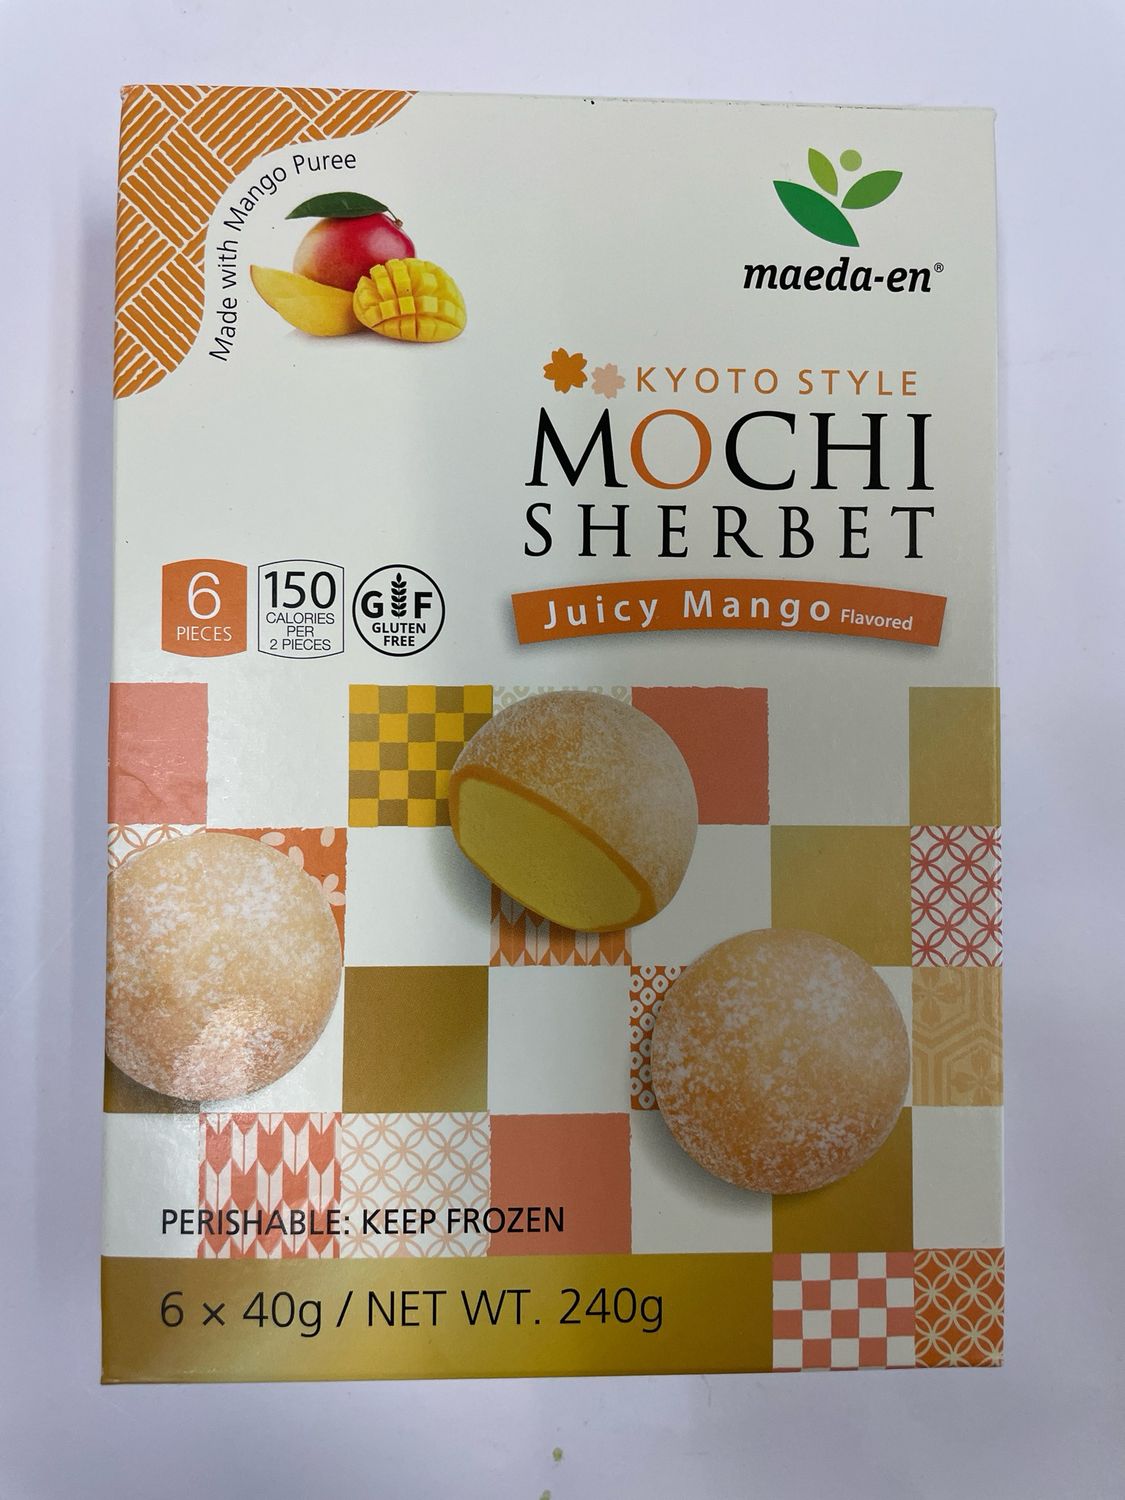 Made with Mango Puree
maeda-en®
KYOTO STYLE
MOCHI
SHERBET
Juicy Mango Flavored
6
PIECES
150
CALORIES
PER
2 PIECES
G F
GLUTEN
FREE
PERISHABLE: KEEP FROZEN
6 × 40g / NET WT. 240g